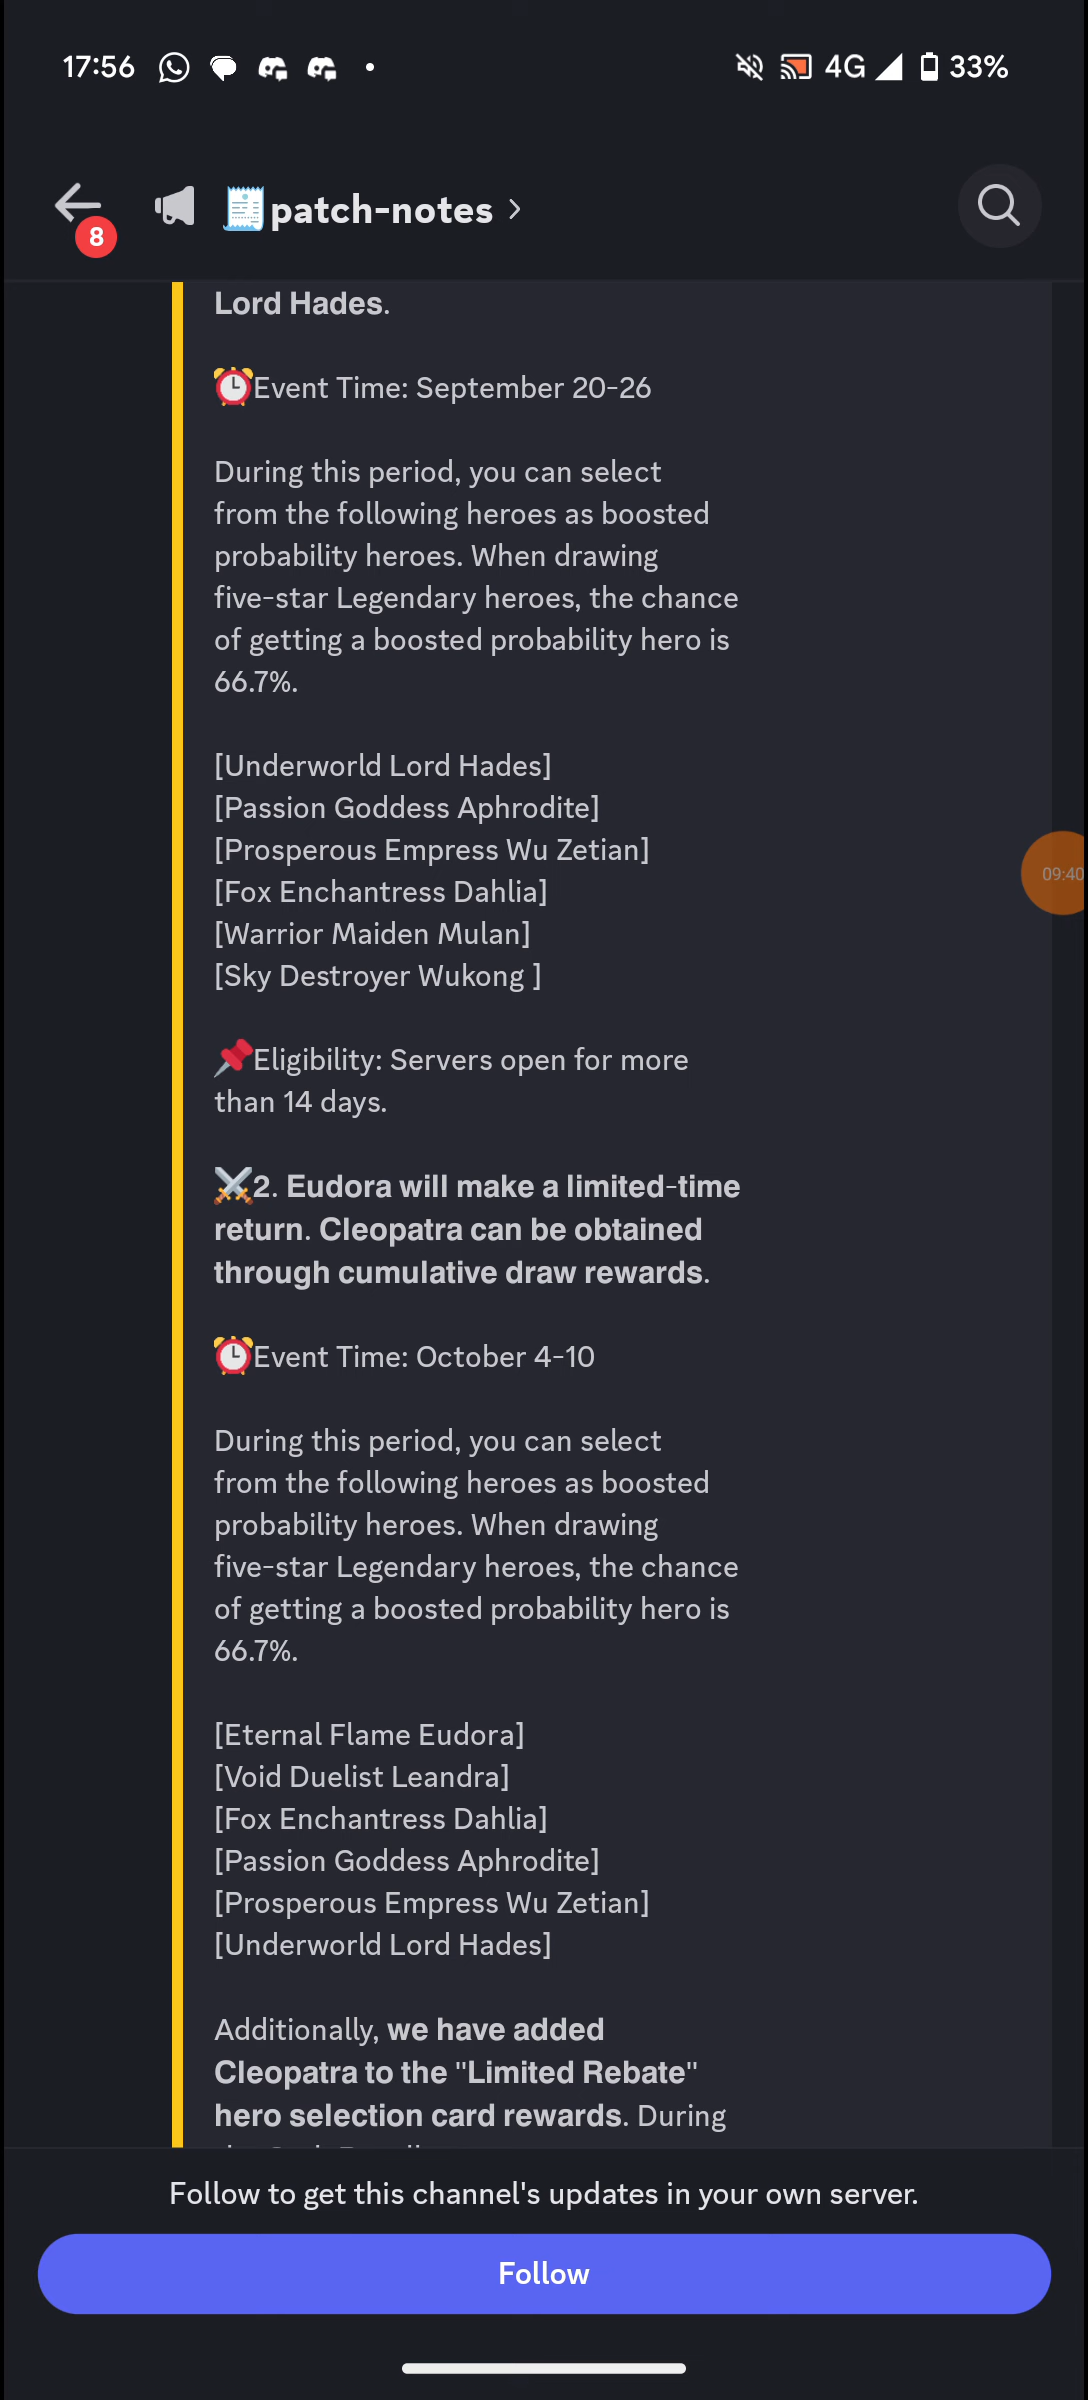 17:56 4G 33%
8 patch-notes
Lord Hades.
Event Time: September 20-26
During this period, you can select
from the following heroes as boosted
probability heroes. When drawing
five-star Legendary heroes, the chance
of getting a boosted probability hero is
66.7%.
[Underworld Lord Hades]
[Passion Goddess Aphrodite]
[Prosperous Empress Wu Zetian]
09:40
[Fox Enchantress Dahlia]
[Warrior Maiden Mulan]
[Sky Destroyer Wukong ]
Eligibility: Servers open for more
than 14 days.
2. Eudora will make a limited-time
return. Cleopatra can be obtained
through cumulative draw rewards.
Event Time: October 4-10
During this period, you can select
from the following heroes as boosted
probability heroes. When drawing
five-star Legendary heroes, the chance
of getting a boosted probability hero is
66.7%.
[Eternal Flame Eudora]
[Void Duelist Leandra]
[Fox Enchantress Dahlia]
[Passion Goddess Aphrodite]
[Prosperous Empress Wu Zetian]
[Underworld Lord Hades]
Additionally, we have added
Cleopatra to the "Limited Rebate"
hero selection card rewards. During
Follow to get this channel's updates in your own server.
Follow